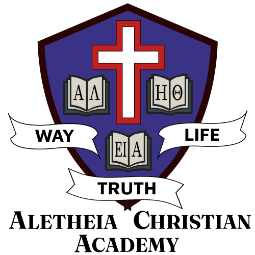 ΑΛ ΗΘ
WAY LIFE
ΕΙΑ
TRUTH
ALETHEIA CHRISTIAN
ACADEMY